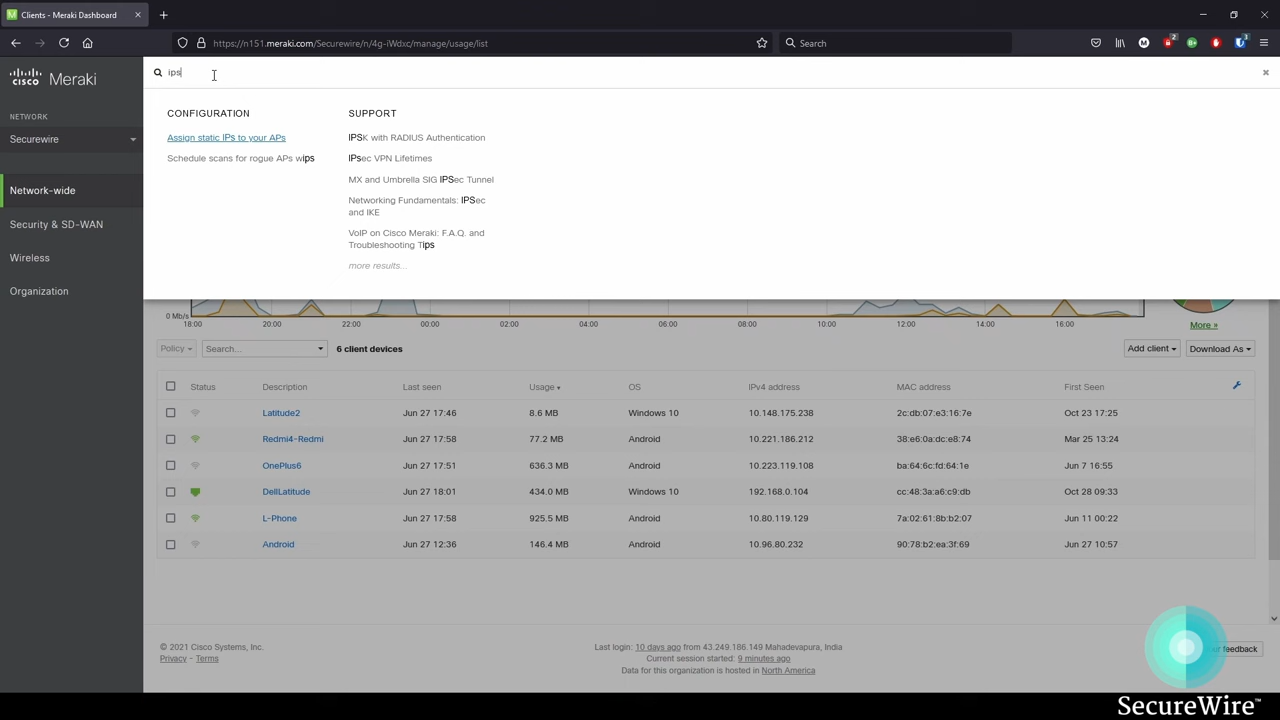 Clients - Meraki Dashboard
https://n151.meraki.com/Securewire/n/4g-iWdxc/manage/usage/list
Search
2
8+
3
CISCO Meraki
ips
NETWORK
Securewire
Network-wide
Security & SD-WAN
Wireless
Organization
CONFIGURATION
Assign static IPs to your APs
Schedule scans for rogue APs wips
SUPPORT
IPSK with RADIUS Authentication
IPsec VPN Lifetimes
MX and Umbrella SIG IPSec Tunnel
Networking Fundamentals: IPSec
and IKE
VoIP on Cisco Meraki: F.A.Q. and
Troubleshooting Tips
more results...
0 Mb/s
18:00 20:00 22:00 00:00 02:00 04:00 06:00 08:00 10:00 12:00 14:00 16:00
More »
Policy Search... 6 client devices Add client Download As
Status Description Last seen Usage OS IPv4 address MAC address First Seen
Latitude2 Jun 27 17:46 8.6 MB Windows 10 10.148.175.238 2c:db:07:e3:16:7e Oct 23 17:25
Redmi4-Redmi Jun 27 17:58 77.2 MB Android 10.221.186.212 38:e6:0a:dc:e8:74 Mar 25 13:24
OnePlus6 Jun 27 17:51 636.3 MB Android 10.223.119.108 ba:64:6c:fd:64:1e Jun 7 16:55
DellLatitude Jun 27 18:01 434.0 MB Windows 10 192.168.0.104 cc:48:3a:a6:c9:db Oct 28 09:33
L-Phone Jun 27 17:58 925.5 MB Android 10.80.119.129 7a:02:61:8b:b2:07 Jun 11 00:22
Android Jun 27 12:36 146.4 MB Android 10.96.80.232 90:78:b2:ea:3f:69 Jun 27 10:57
© 2021 Cisco Systems, Inc.
Privacy - Terms
Last login: 10 days ago from 43.249.186.149 Mahadevapura, India
Current session started: 9 minutes ago
Data for this organization is hosted in North America
feedback
SecureWire™